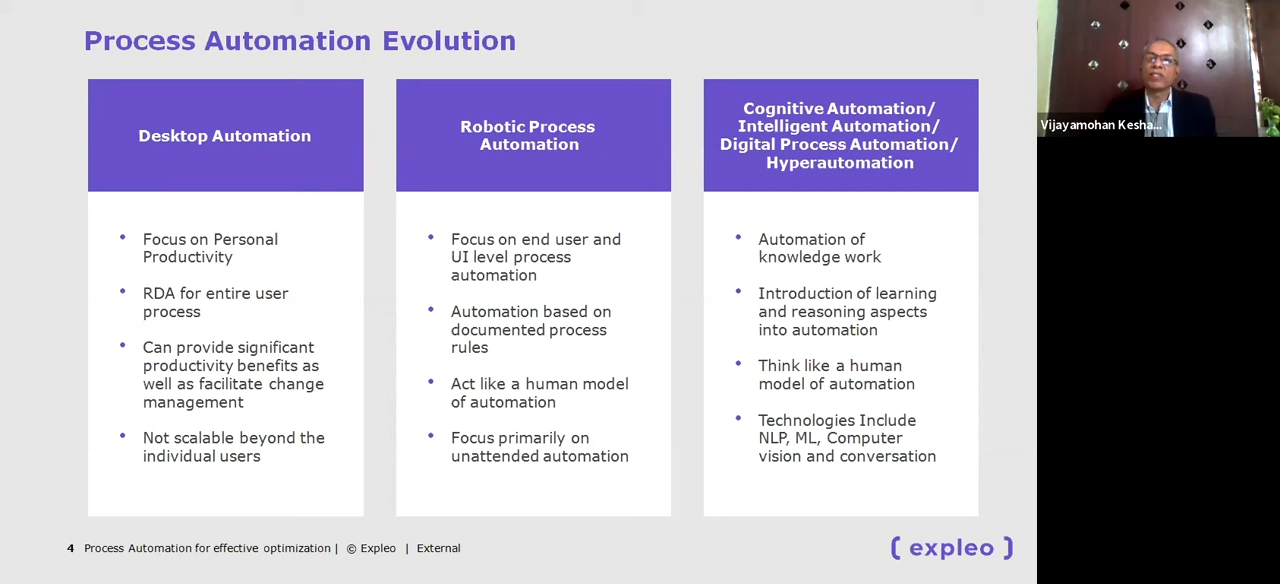 Process Automation Evolution
Desktop Automation
• Focus on Personal
Productivity
• RDA for entire user
process
• Can provide significant
productivity benefits as
well as facilitate change
management
• Not scalable beyond the
individual users
Robotic Process
Automation
• Focus on end user and
UI level process
automation
• Automation based on
documented process
rules
• Act like a human model
of automation
• Focus primarily on
unattended automation
Cognitive Automation/
Intelligent Automation/
Digital Process Automation/
Hyperautomation
• Automation of
knowledge work
• Introduction of learning
and reasoning aspects
into automation
• Think like a human
model of automation
• Technologies Include
NLP, ML, Computer
vision and conversation
4 Process Automation for effective optimization | © Expleo | External
( expleo )
Vijayamohan Kesha...